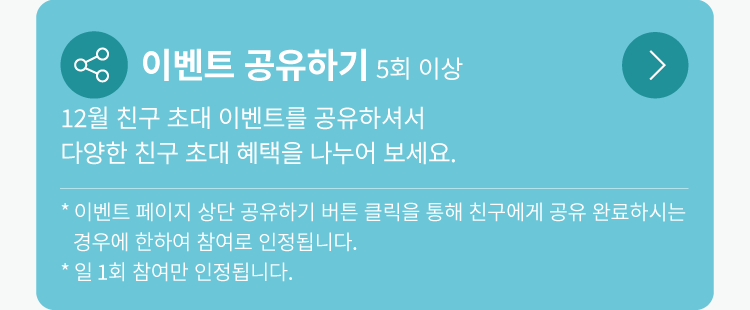 이벤트 공유하기 5회 이상
12월 친구 초대 이벤트를 공유하셔서
다양한 친구 초대 혜택을 나누어 보세요.
* 이벤트 페이지 상단 공유하기 버튼 클릭을 통해 친구에게 공유 완료하시는
경우에 한하여 참여로 인정됩니다.
* 일 1회 참여만 인정됩니다.